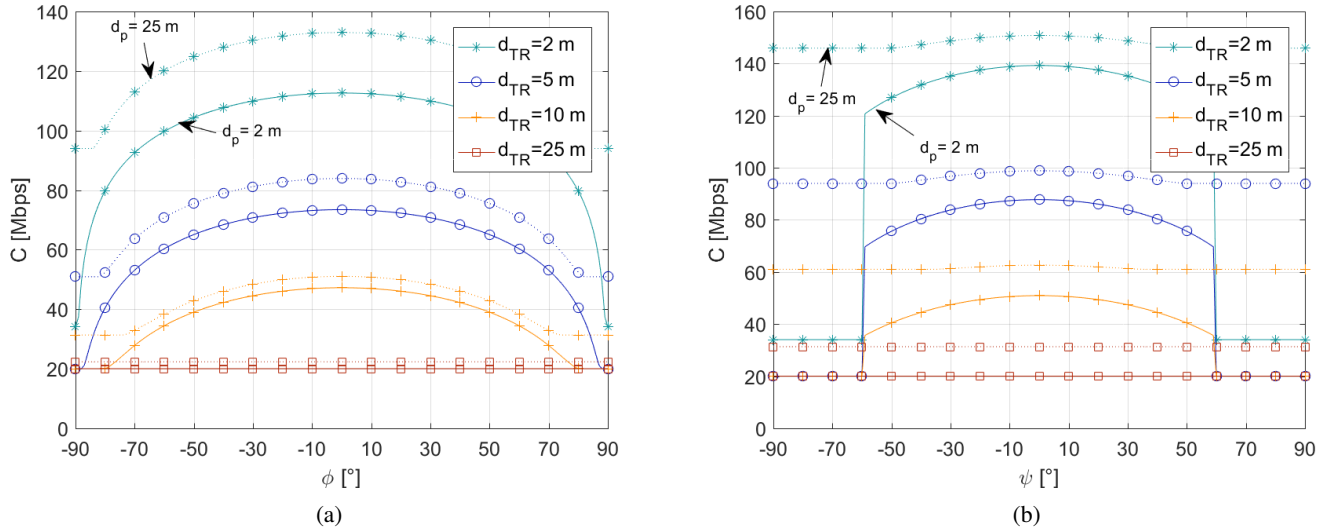 140
120
100
80
60
40
20
0
C [Mbps]
-90 -70 -50 -30 -10 10 30 50 70 90
ϕ [°]
d_p= 25 m
d_p= 2 m
d_TR=2 m
d_TR=5 m
d_TR=10 m
d_TR=25 m
(a)
160
140
120
100
80
60
40
20
0
C [Mbps]
-90 -70 -50 -30 -10 10 30 50 70 90
ψ [°]
d_p= 25 m
d_p= 2 m
d_TR=2 m
d_TR=5 m
d_TR=10 m
d_TR=25 m
(b)